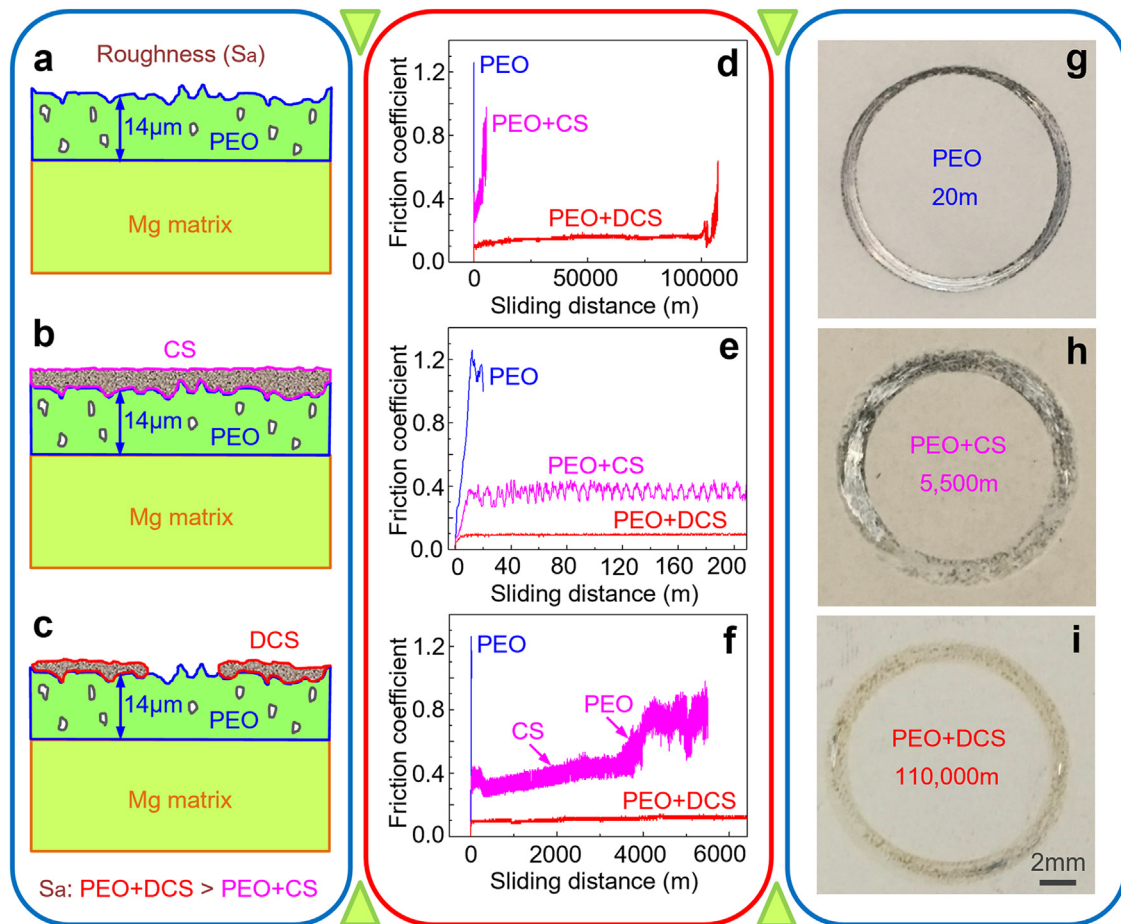 a
Roughness (Sa)
14μm
PEO
Mg matrix
b
CS
14μm
PEO
Mg matrix
c
DCS
14μm
PEO
Mg matrix
Sa: PEO+DCS > PEO+CS
d
Friction coefficient
1.2
0.8
0.4
0.0
PEO
PEO+CS
PEO+DCS
0 50000 100000
Sliding distance (m)
e
Friction coefficient
1.2
0.8
0.4
0.0
PEO
PEO+CS
PEO+DCS
0 40 80 120 160 200
Sliding distance (m)
f
Friction coefficient
1.2
0.8
0.4
0.0
PEO
CS
PEO
PEO+DCS
0 2000 4000 6000
Sliding distance (m)
g
PEO
20m
h
PEO+CS
5,500m
i
PEO+DCS
110,000m
2mm